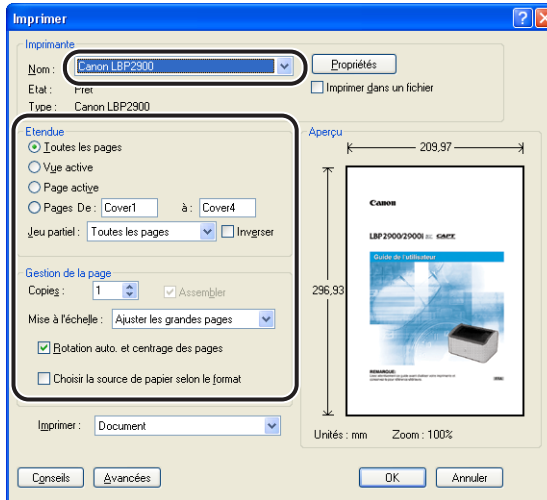 Imprimer
Imprimante
Nom : Canon LBP2900
Propriétés
Etat : Prêt
Imprimer dans un fichier
Type : Canon LBP2900
Etendue
Toutes les pages
Vue active
Page active
Pages De : Cover1 à : Cover4
Jeu partiel : Toutes les pages Inverser
Gestion de la page
Copies : 1 Assembler
Mise à l'échelle : Ajuster les grandes pages
Rotation auto. et centrage des pages
Choisir la source de papier selon le format
Imprimer : Document
Aperçu
209,97
296,93
Canon
LBP2900/2900i CAPT
Guide de l'utilisateur
REMARQUE:
Unités : mm Zoom : 100%
Conseils Avancées OK Annuler